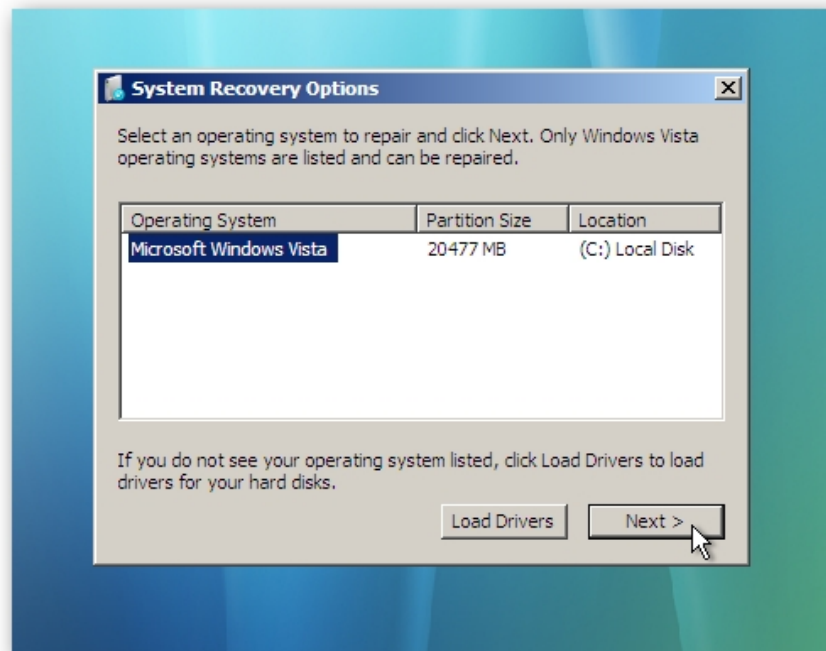 System Recovery Options
Select an operating system to repair and click Next. Only Windows Vista
operating systems are listed and can be repaired.
Operating System Partition Size Location
Microsoft Windows Vista 20477 MB (C:) Local Disk
If you do not see your operating system listed, click Load Drivers to load
drivers for your hard disks.
Load Drivers Next >